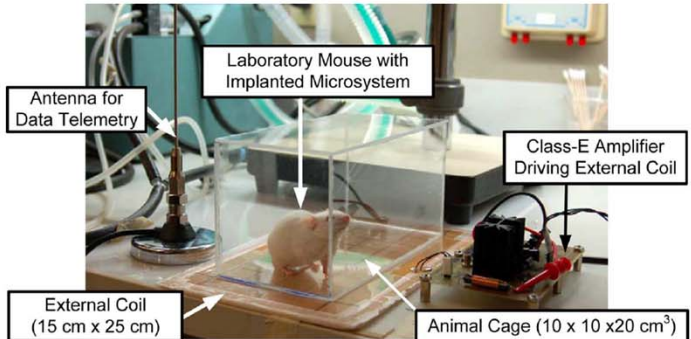 Laboratory Mouse with
Implanted Microsystem
Antenna for
Data Telemetry
Class-E Amplifier
Driving External Coil
External Coil
(15 cm x 25 cm)
Animal Cage (10 x 10 x20 cm³)